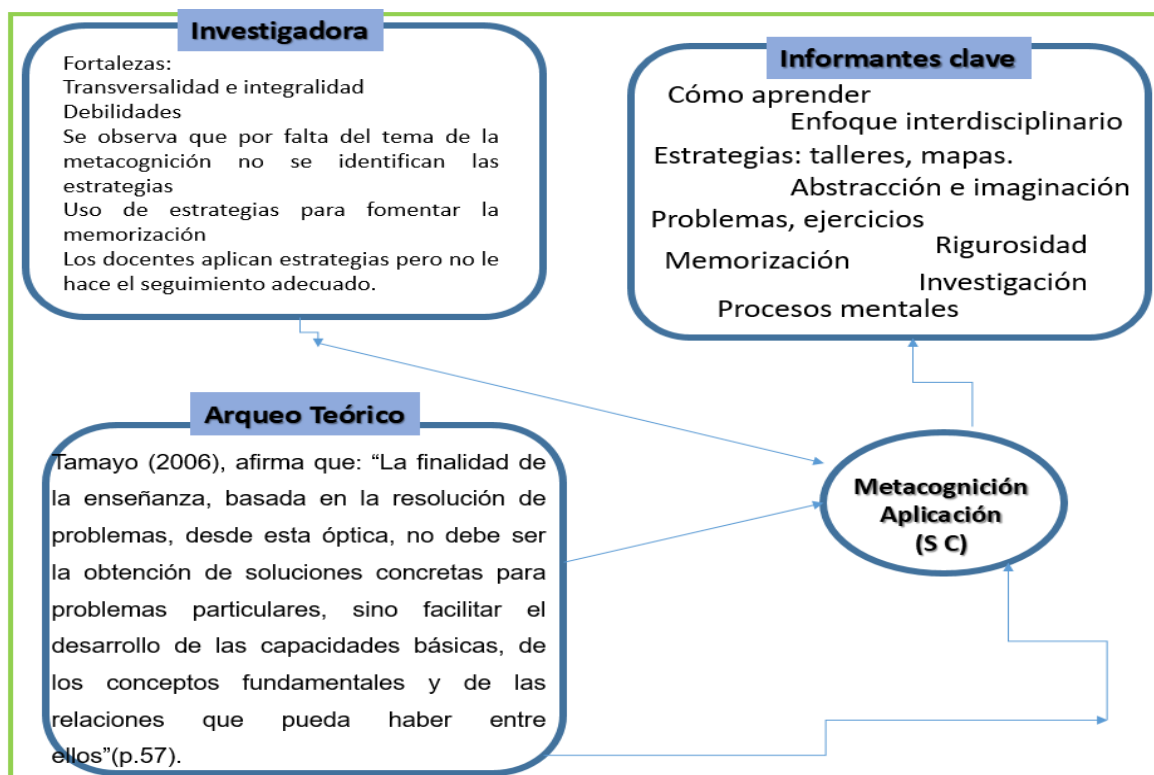 Investigadora
Fortalezas:
Transversalidad e integralidad
Debilidades
Se observa que por falta del tema de la
metacognición no se identifican las
estrategias
Uso de estrategias para fomentar la
memorización
Los docentes aplican estrategias pero no le
hace el seguimiento adecuado.
Informantes clave
Cómo aprender
Enfoque interdisciplinario
Estrategias: talleres, mapas.
Abstracción e imaginación
Problemas, ejercicios
Rigurosidad
Memorización
Investigación
Procesos mentales
Arqueo Teórico
Tamayo (2006), afirma que: “La finalidad de
la enseñanza, basada en la resolución de
problemas, desde esta óptica, no debe ser
la obtención de soluciones concretas para
problemas particulares, sino facilitar el
desarrollo de las capacidades básicas, de
los conceptos fundamentales y de las
relaciones que pueda haber entre
ellos”(p.57).
Metacognición
Aplicación
(S C)